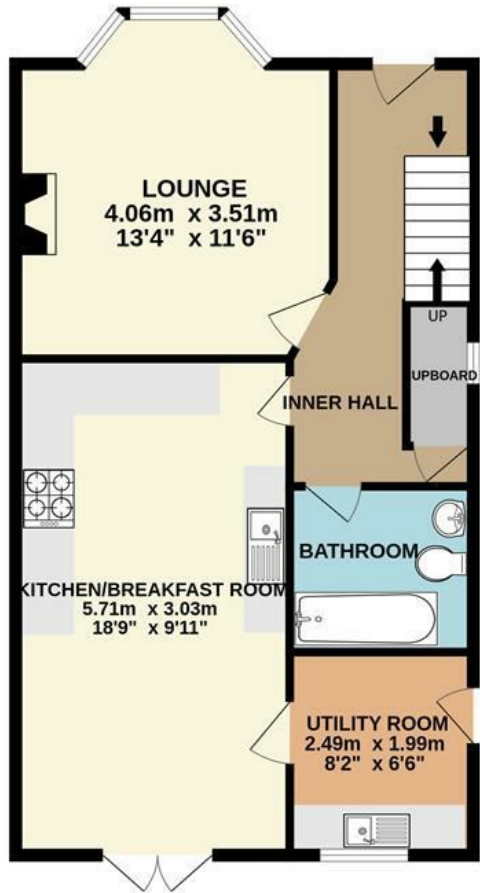 LOUNGE
4.06m x 3.51m
13'4" x 11'6"
UP
UPBOARD
INNER HALL
BATHROOM
KITCHEN/BREAKFAST ROOM
5.71m x 3.03m
18'9" x 9'11"
UTILITY ROOM
2.49m x 1.99m
8'2" x 6'6"